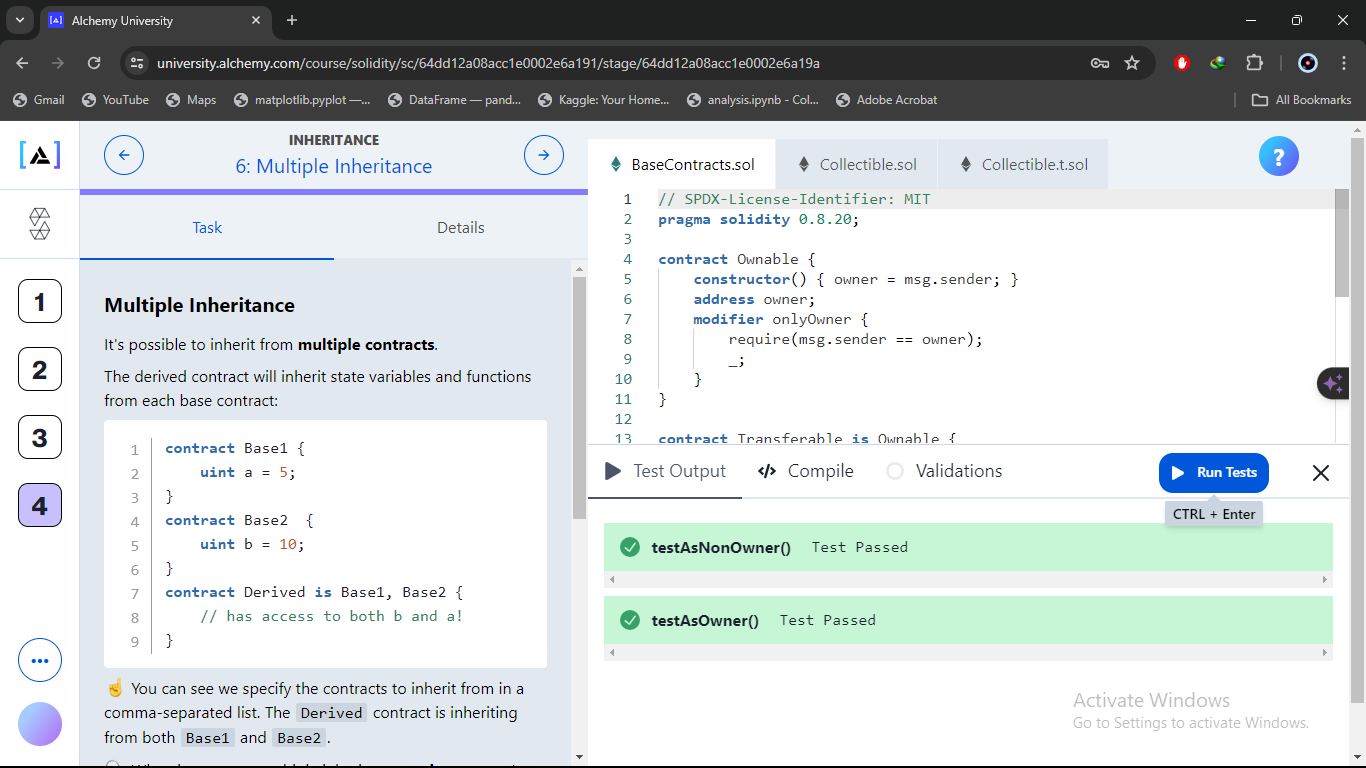 Alchemy University
university.alchemy.com/course/solidity/sc/64dd12a08acc1e0002e6a191/stage/64dd12a08acc1e0002e6a19a
Gmail
YouTube
Maps
matplotlib.pyplot —...
DataFrame — pand...
Kaggle: Your Home...
analysis.ipynb - Col...
Adobe Acrobat
All Bookmarks
INHERITANCE
6: Multiple Inheritance
Task
Details
1
2
3
4
Multiple Inheritance
It's possible to inherit from multiple contracts.
The derived contract will inherit state variables and functions
from each base contract:
1 contract Base1 {
2 uint a = 5;
3 }
4 contract Base2 {
5 uint b = 10;
6 }
7 contract Derived is Base1, Base2 {
8 // has access to both b and a!
9 }
☝ You can see we specify the contracts to inherit from in a
comma-separated list. The Derived contract is inheriting
from both Base1 and Base2.
BaseContracts.sol
Collectible.sol
Collectible.t.sol
?
1 // SPDX-License-Identifier: MIT
2 pragma solidity 0.8.20;
3
4 contract Ownable {
5 constructor() { owner = msg.sender; }
6 address owner;
7 modifier onlyOwner {
8 require(msg.sender == owner);
9 _;
10 }
11 }
12
13 contract Transferable is Ownable {
Test Output
Compile
Validations
Run Tests
CTRL + Enter
testAsNonOwner() Test Passed
testAsOwner() Test Passed
Activate Windows
Go to Settings to activate Windows.